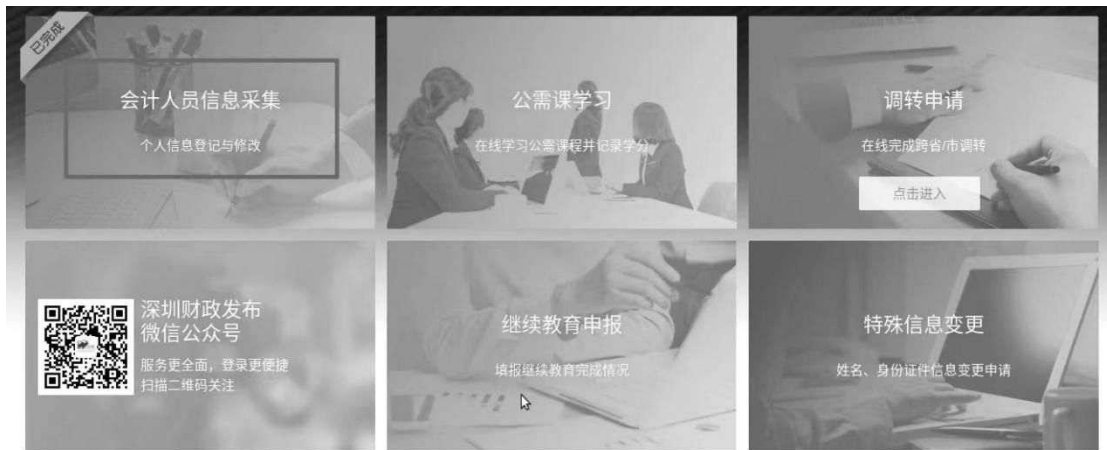 已完成
会计人员信息采集
个人信息登记与修改
公需课学习
在线学习公需课程并记录学分
调转申请
在线完成跨省/市调转
点击进入
深圳财政发布
微信公众号
服务更全面，登录更便捷
扫描二维码关注
继续教育申报
填报继续教育完成情况
特殊信息变更
姓名、身份证件信息变更申请